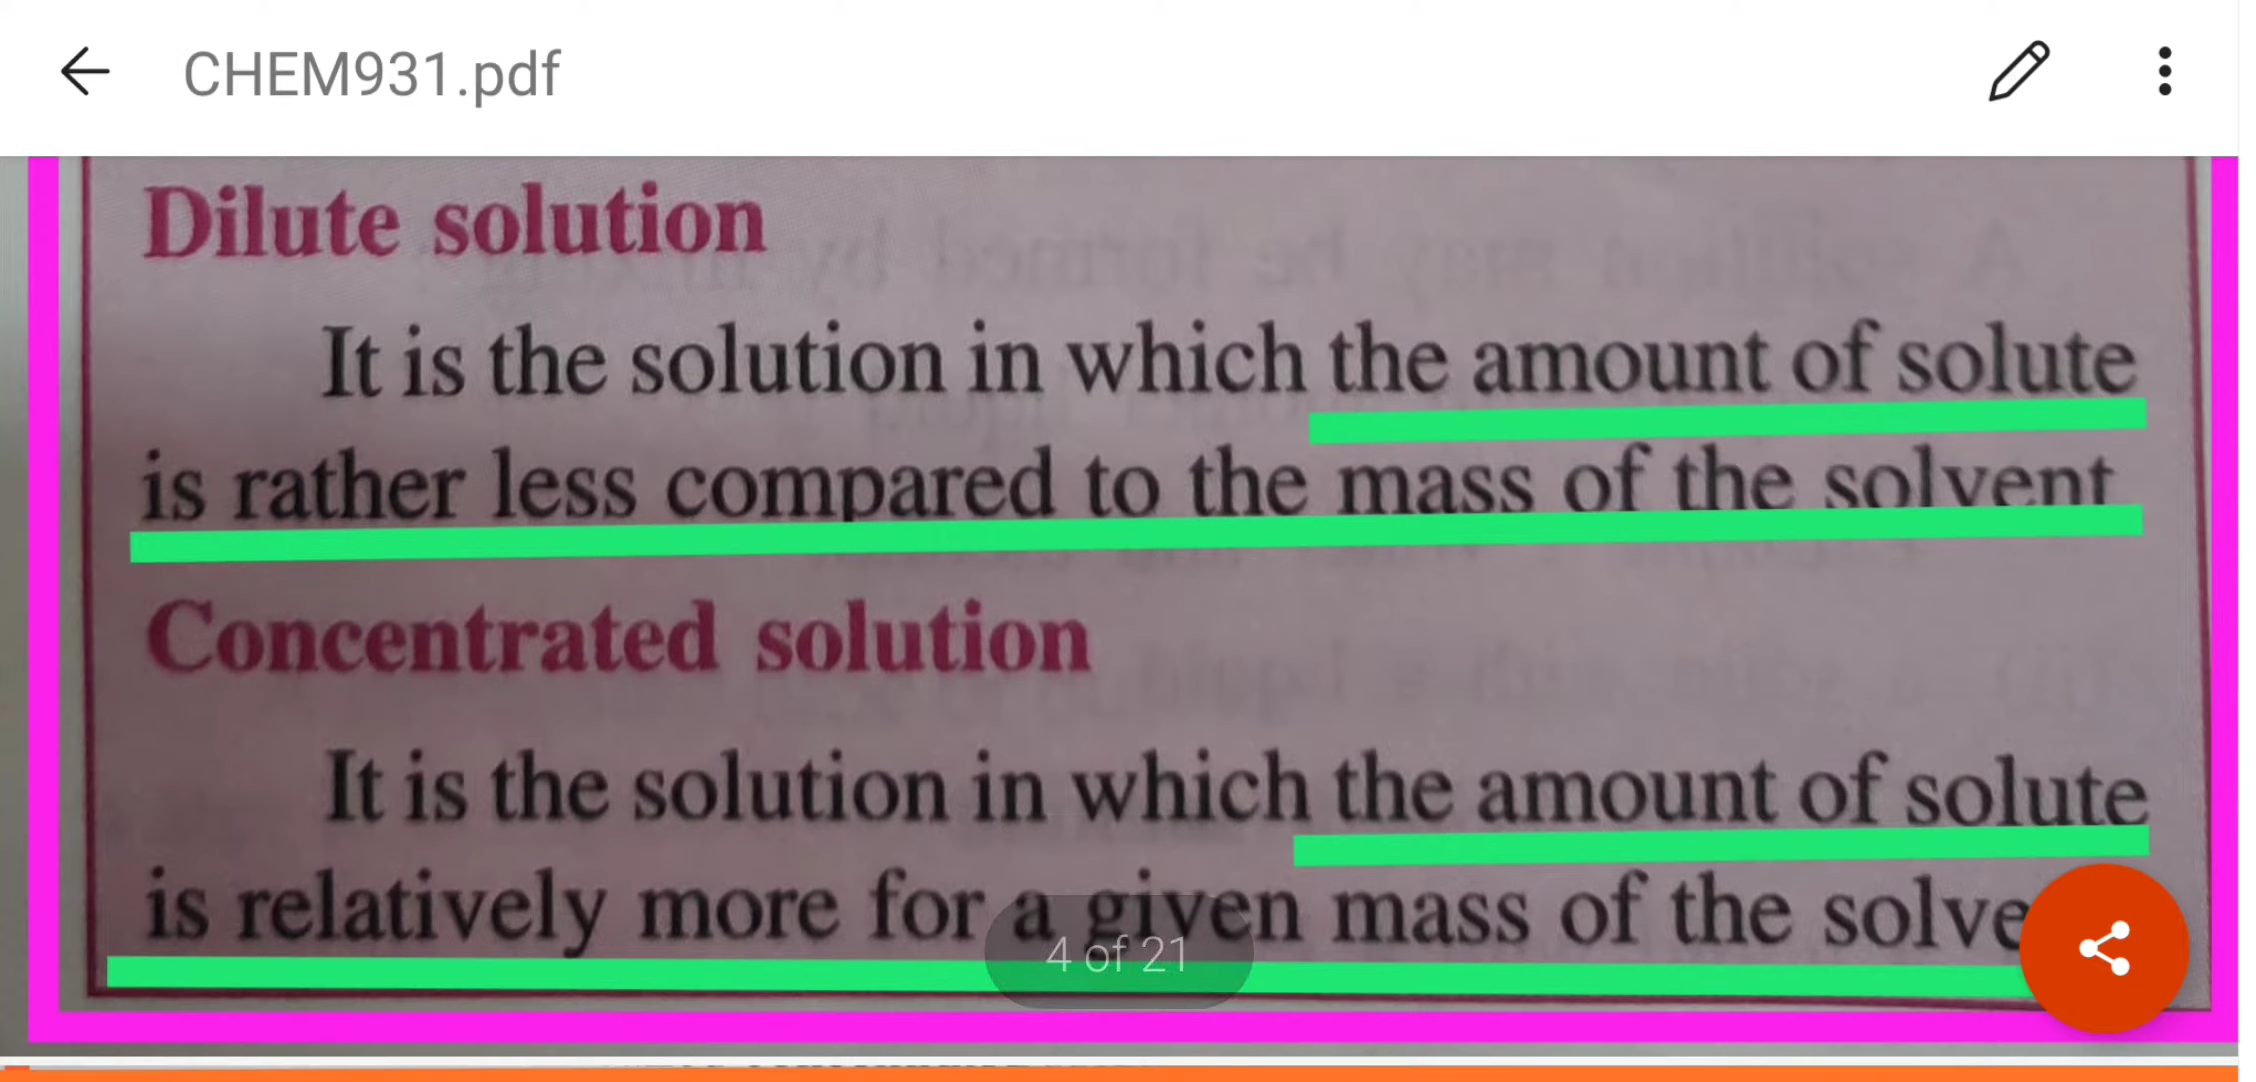 CHEM931.pdf
Dilute solution
It is the solution in which the amount of solute
is rather less compared to the mass of the solvent
Concentrated solution
It is the solution in which the amount of solute
is relatively more for a given mass of the solve
4 of 21